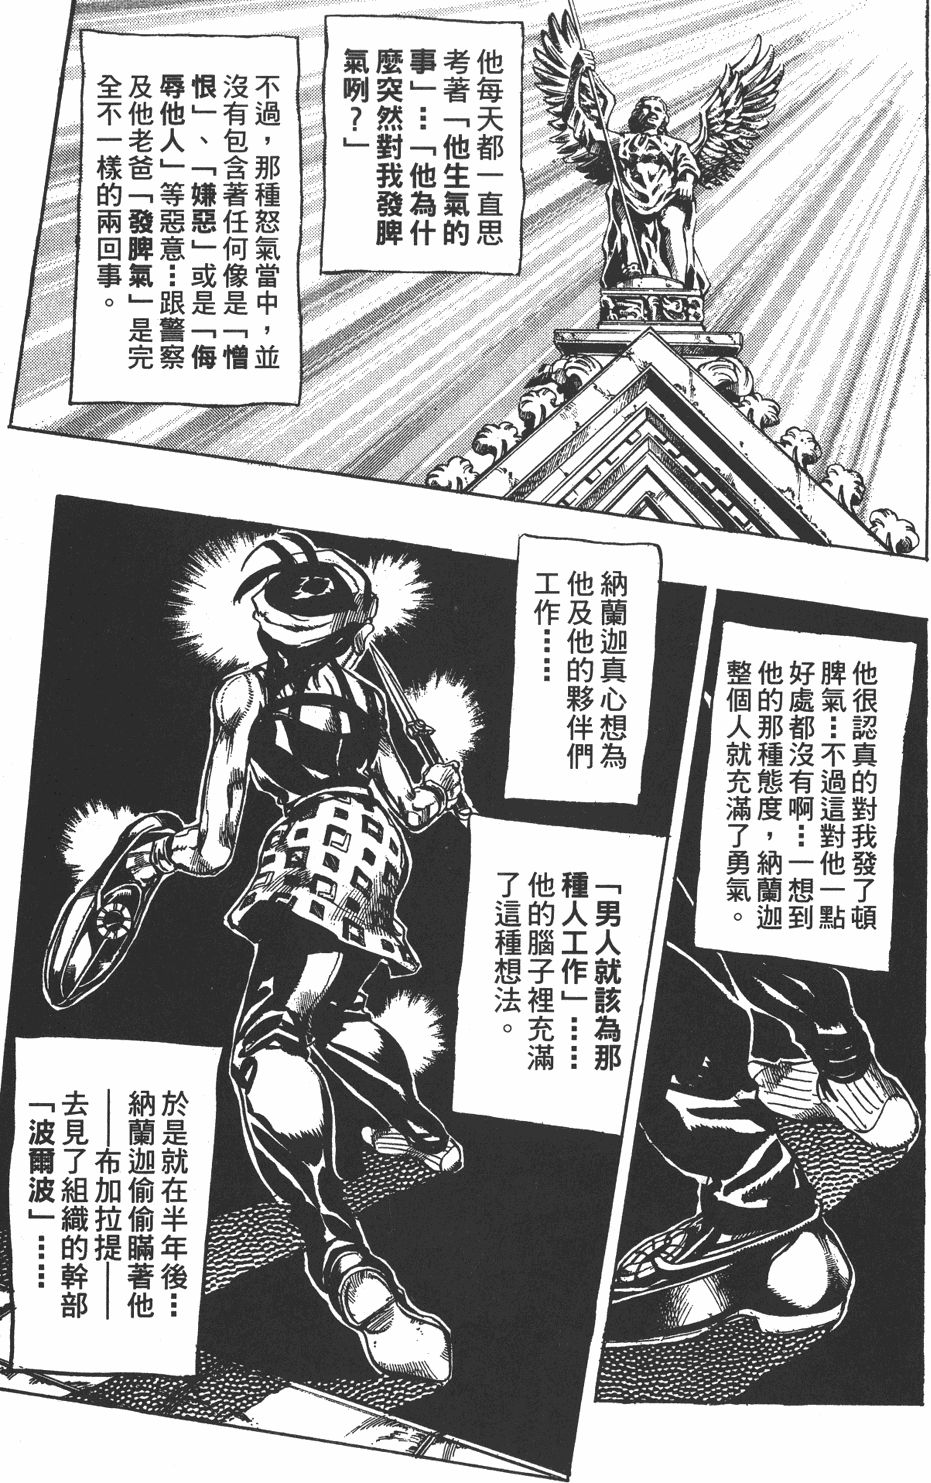 他每天都一直思
考著「他生氣的
事」…「他為什
麼突然對我發脾
氣咧？」
不過，那種怒氣當中，並
沒有包含著任何像是「憎
恨」、「嫌惡」或是「侮
辱他人」等惡意…跟警察
及他老爸「發脾氣」是完
全不一樣的兩回事。
他很認真的對我發了頓
脾氣…不過這對他一點
好處都沒有啊…一想到
他的那種態度，納蘭迦
整個人就充滿了勇氣。
納蘭迦真心想為
他及他的夥伴們
工作……
「男人就該為那
種人工作」……
他的腦子裡充滿
了這種想法。
於是就在半年後…
納蘭迦偷偷瞞著他
——布加拉提——
去見了組織的幹部
「波爾波」……